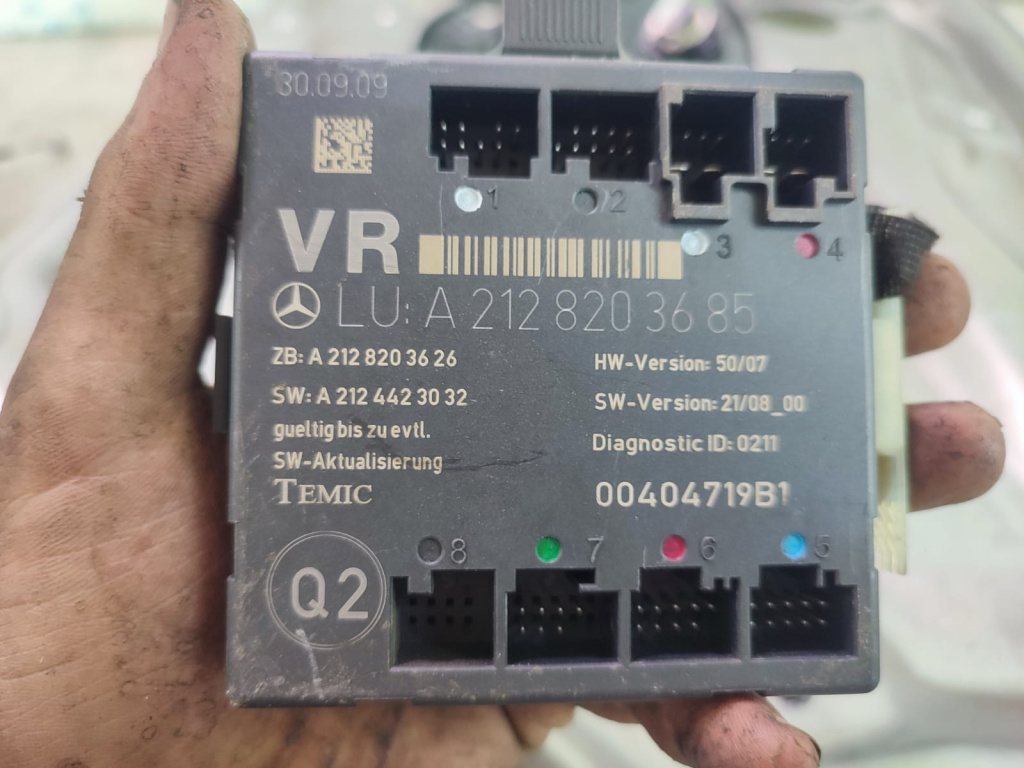 30.09.09
1
2
VR
3
4
LU: A 212 820 36 85
ZB: A 212 820 36 26
HW-Version: 50/07
SW: A 212 442 30 32
SW-Version: 21/08_00
gueltig bis zu evtl.
Diagnostic ID: 0211
SW-Aktualisierung
TEMIC
00404719B1
8
7
6
5
Q2